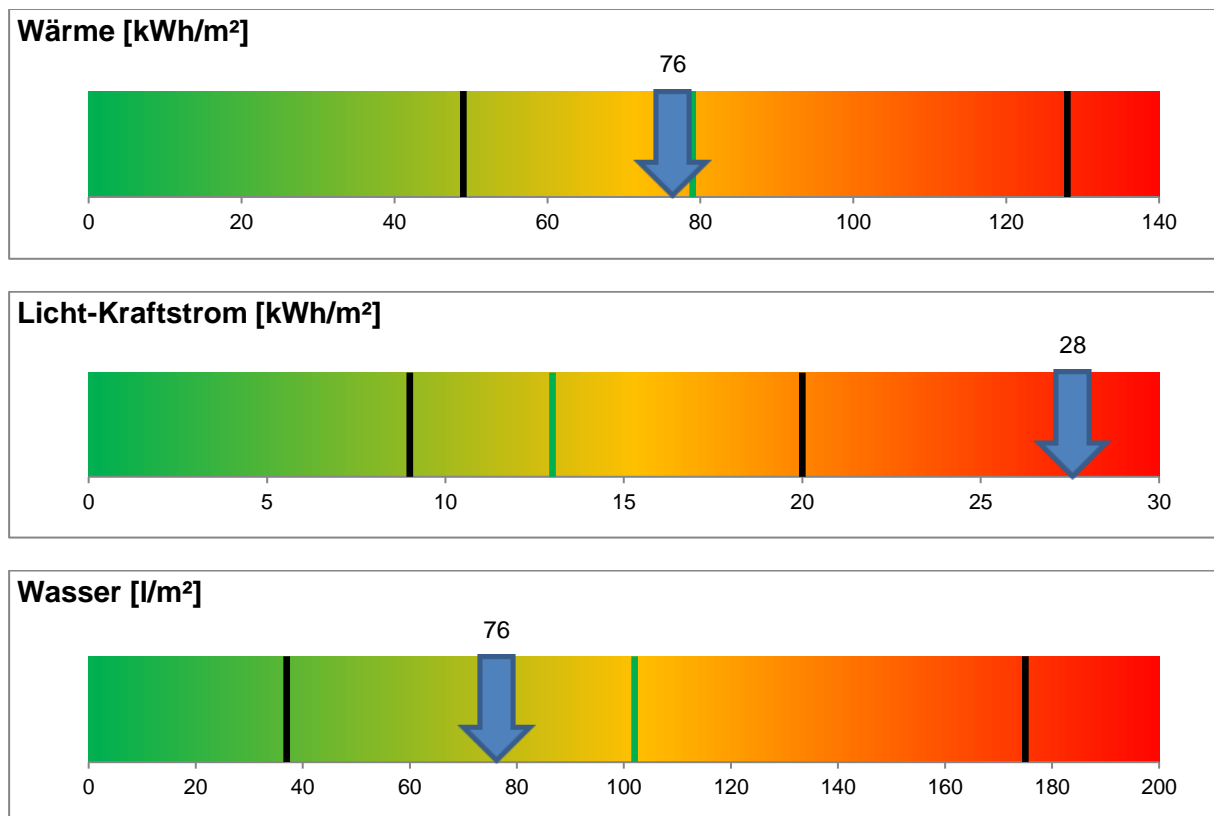 Wärme [kWh/m²]
76
0 20 40 60 80 100 120 140
Licht-Kraftstrom [kWh/m²]
28
0 5 10 15 20 25 30
Wasser [l/m²]
76
0 20 40 60 80 100 120 140 160 180 200